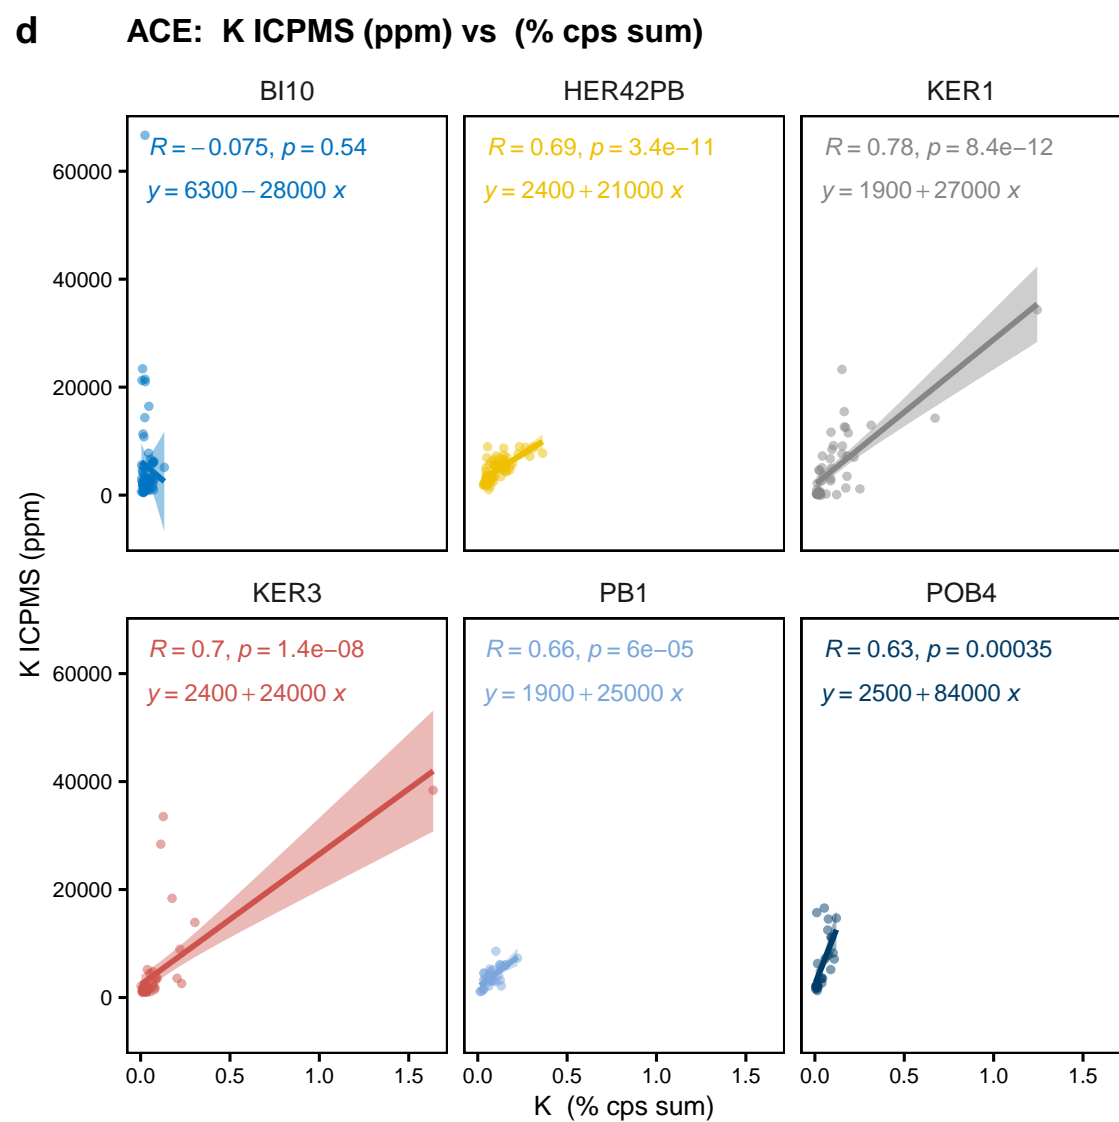 d ACE: K ICPMS (ppm) vs (% cps sum)
BI10 HER42PB KER1
R = −0.075, p = 0.54 R = 0.69, p = 3.4e−11 R = 0.78, p = 8.4e−12
y = 6300 − 28000 x y = 2400 + 21000 x y = 1900 + 27000 x
60000
40000
20000
0
K ICPMS (ppm)
KER3 PB1 POB4
R = 0.7, p = 1.4e−08 R = 0.66, p = 6e−05 R = 0.63, p = 0.00035
y = 2400 + 24000 x y = 1900 + 25000 x y = 2500 + 84000 x
60000
40000
20000
0
0.0 0.5 1.0 1.5 0.0 0.5 1.0 1.5 0.0 0.5 1.0 1.5
K (% cps sum)